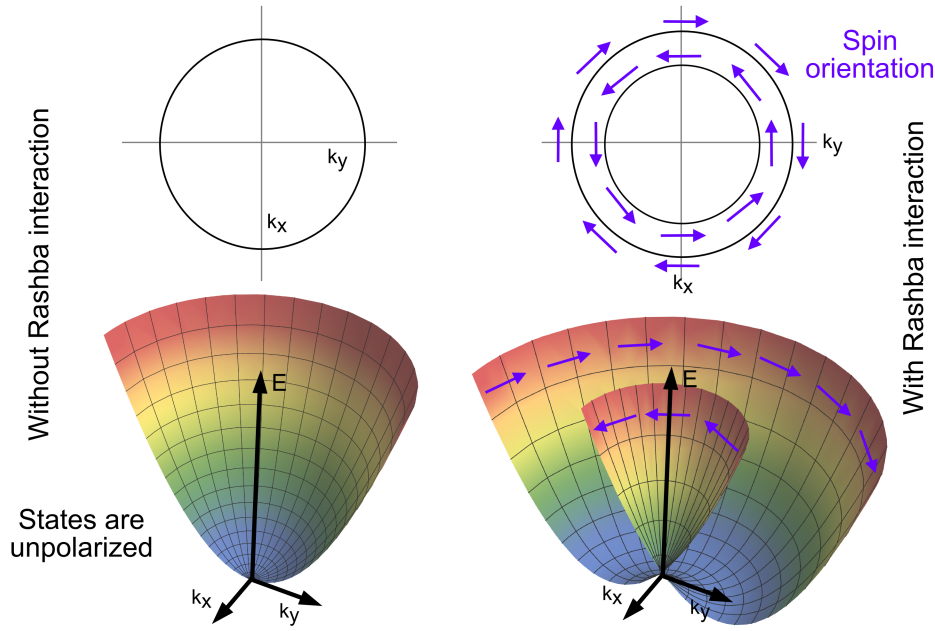 Without Rashba interaction
k_y
k_x
Spin
orientation
k_y
k_x
With Rashba interaction
E
States are
unpolarized
k_x
k_y
E
k_x
k_y